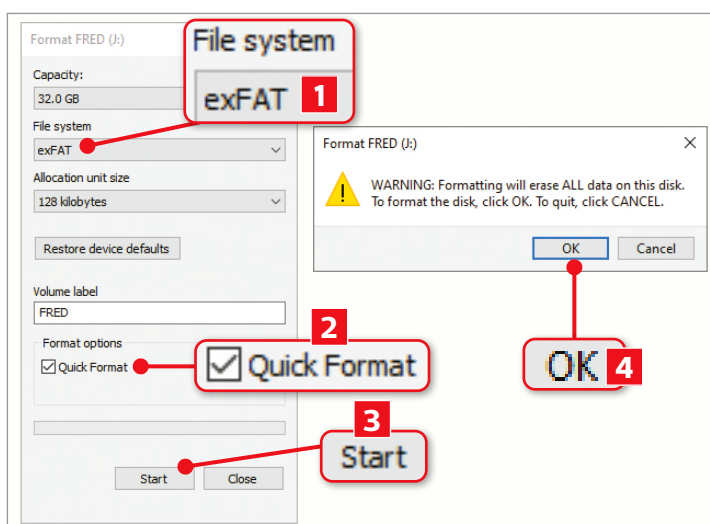 Format FRED (J:)
Capacity:
32.0 GB
File system
exFAT
Allocation unit size
128 kilobytes
Restore device defaults
Volume label
FRED
Format options
Quick Format
Start
Close
File system
exFAT
1
2
Quick Format
3
Start
Format FRED (J:)
WARNING: Formatting will erase ALL data on this disk.
To format the disk, click OK. To quit, click CANCEL.
OK
Cancel
OK
4